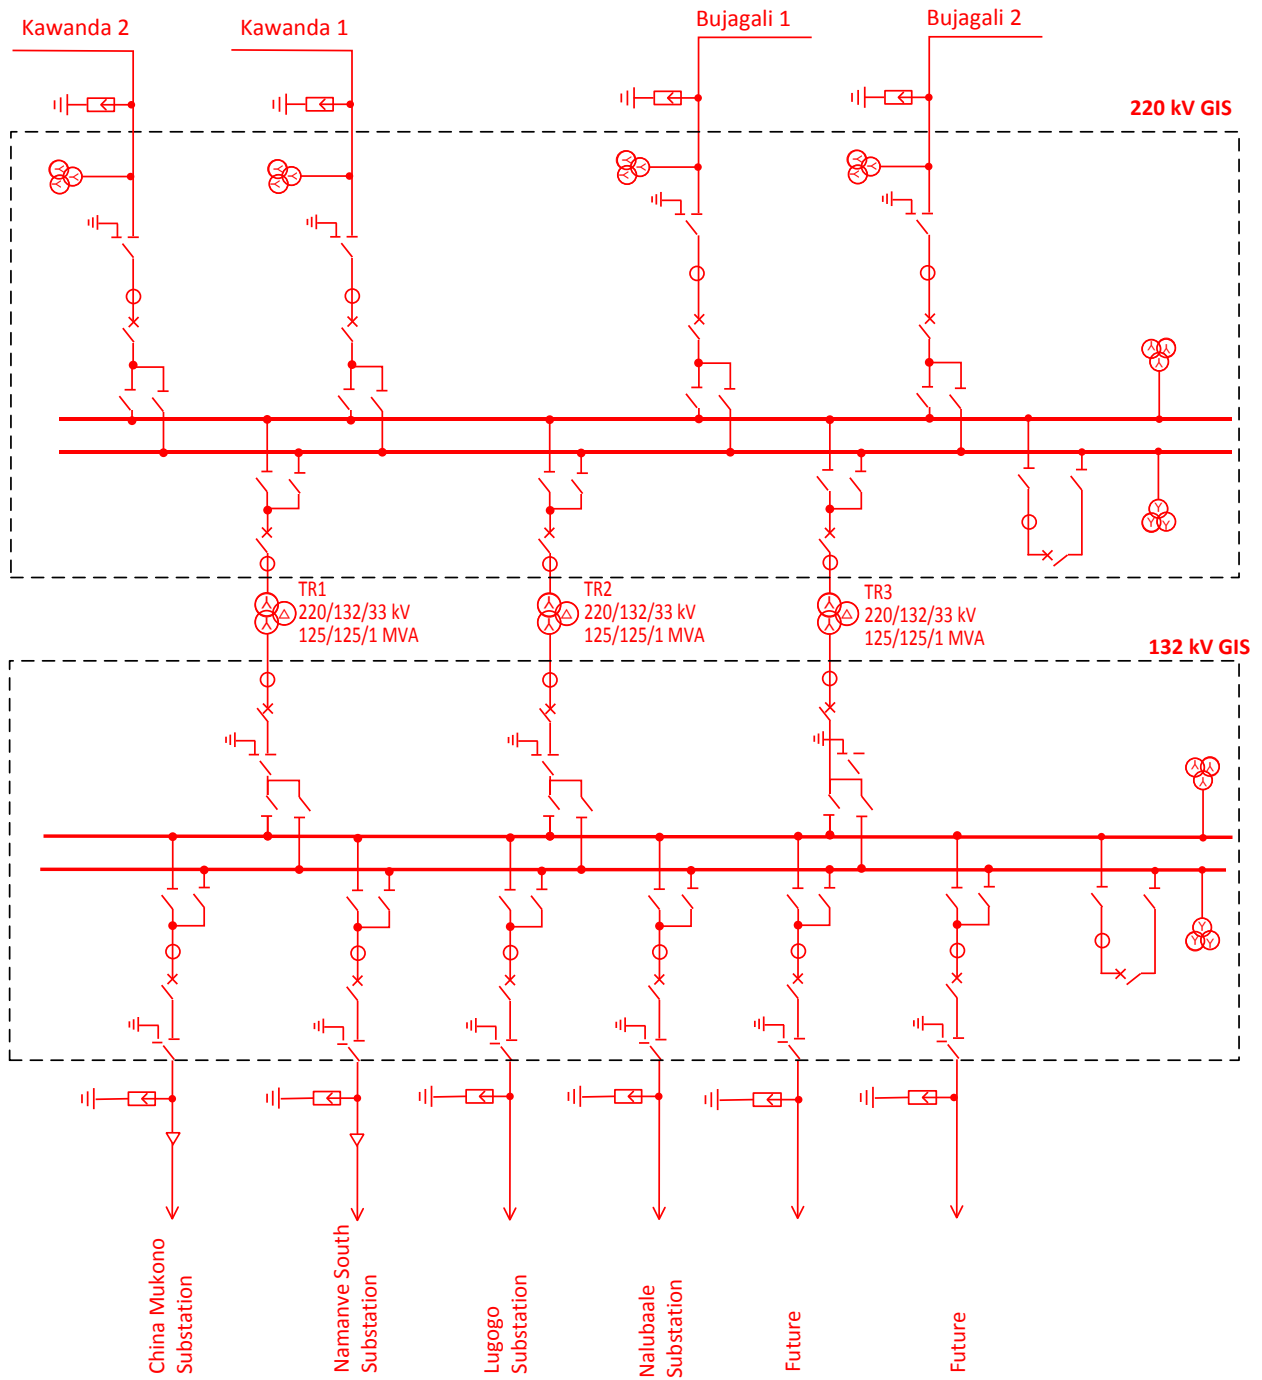 Kawanda 2
Kawanda 1
Bujagali 1
Bujagali 2
220 kV GIS
TR1
220/132/33 kV
125/125/1 MVA
TR2
220/132/33 kV
125/125/1 MVA
TR3
220/132/33 kV
125/125/1 MVA
132 kV GIS
China Mukono
Substation
Namanve South
Substation
Lugogo
Substation
Nalubaale
Substation
Future
Future